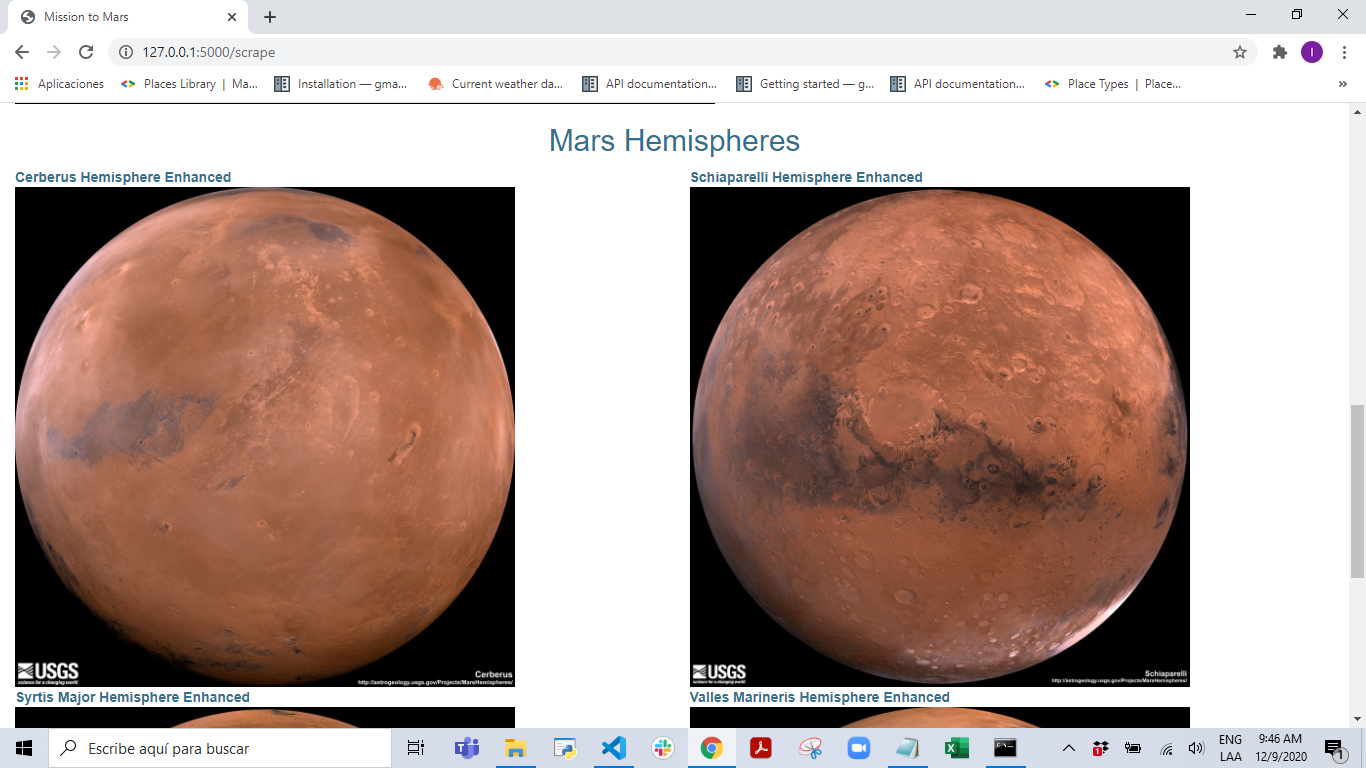 Mission to Mars
127.0.0.1:5000/scrape
I
Aplicaciones
Places Library | Ma...
Installation — gma...
Current weather da...
API documentation...
Getting started — g...
API documentation...
Place Types | Place...
»
Mars Hemispheres
Cerberus Hemisphere Enhanced
Schiaparelli Hemisphere Enhanced
USGS
science for a changing world
Cerberus
http://astrogeology.usgs.gov/Projects/MarsHemispheres/
USGS
science for a changing world
Schiaparelli
http://astrogeology.usgs.gov/Projects/MarsHemispheres/
Syrtis Major Hemisphere Enhanced
Valles Marineris Hemisphere Enhanced
Escribe aquí para buscar
ENG
LAA
9:46 AM
12/9/2020
1